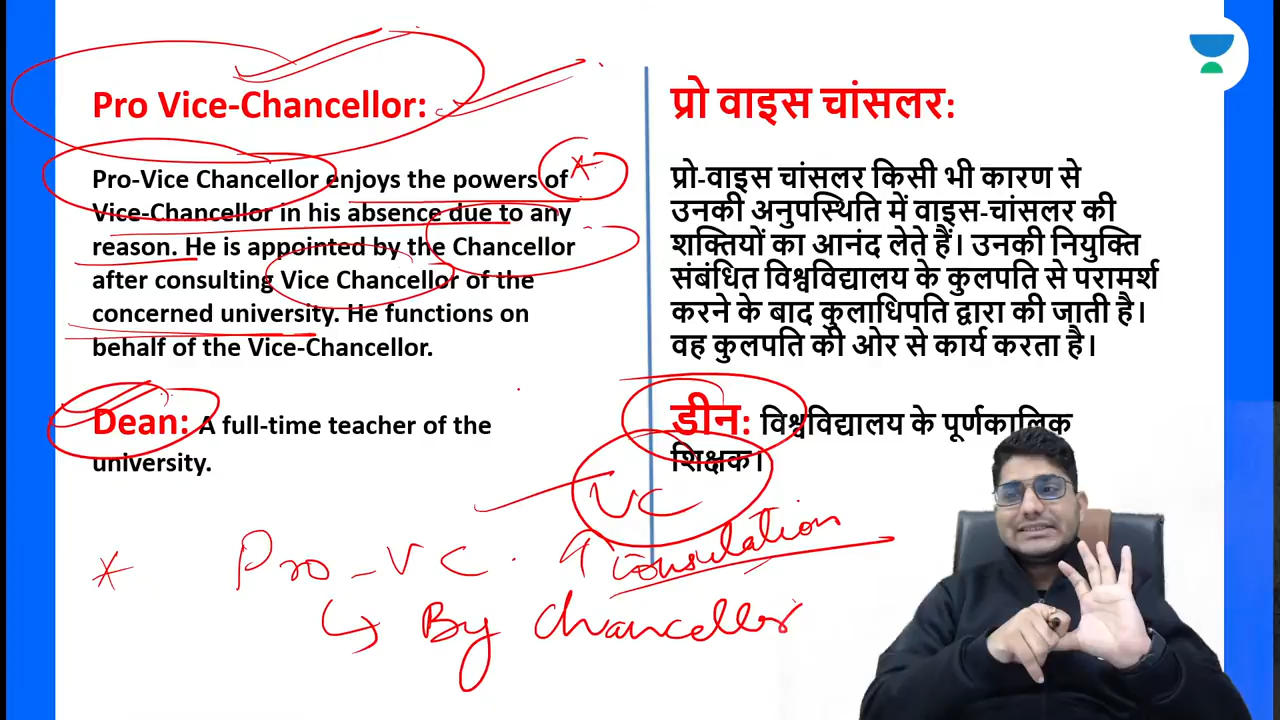 Pro Vice-Chancellor:
Pro-Vice Chancellor enjoys the powers of
Vice-Chancellor in his absence due to any
reason. He is appointed by the Chancellor
after consulting Vice Chancellor of the
concerned university. He functions on
behalf of the Vice-Chancellor.
Dean: A full-time teacher of the
university.
प्रो वाइस चांसलर:
प्रो-वाइस चांसलर किसी भी कारण से
उनकी अनुपस्थिति में वाइस-चांसलर की
शक्तियों का आनंद लेते हैं। उनकी नियुक्ति
संबंधित विश्वविद्यालय के कुलपति से परामर्श
करने के बाद कुलाधिपति द्वारा की जाती है।
वह कुलपति की ओर से कार्य करता है।
डीन: विश्वविद्यालय के पूर्णकालिक
शिक्षक।
VC
Pro-VC. consulation
By Chancellor